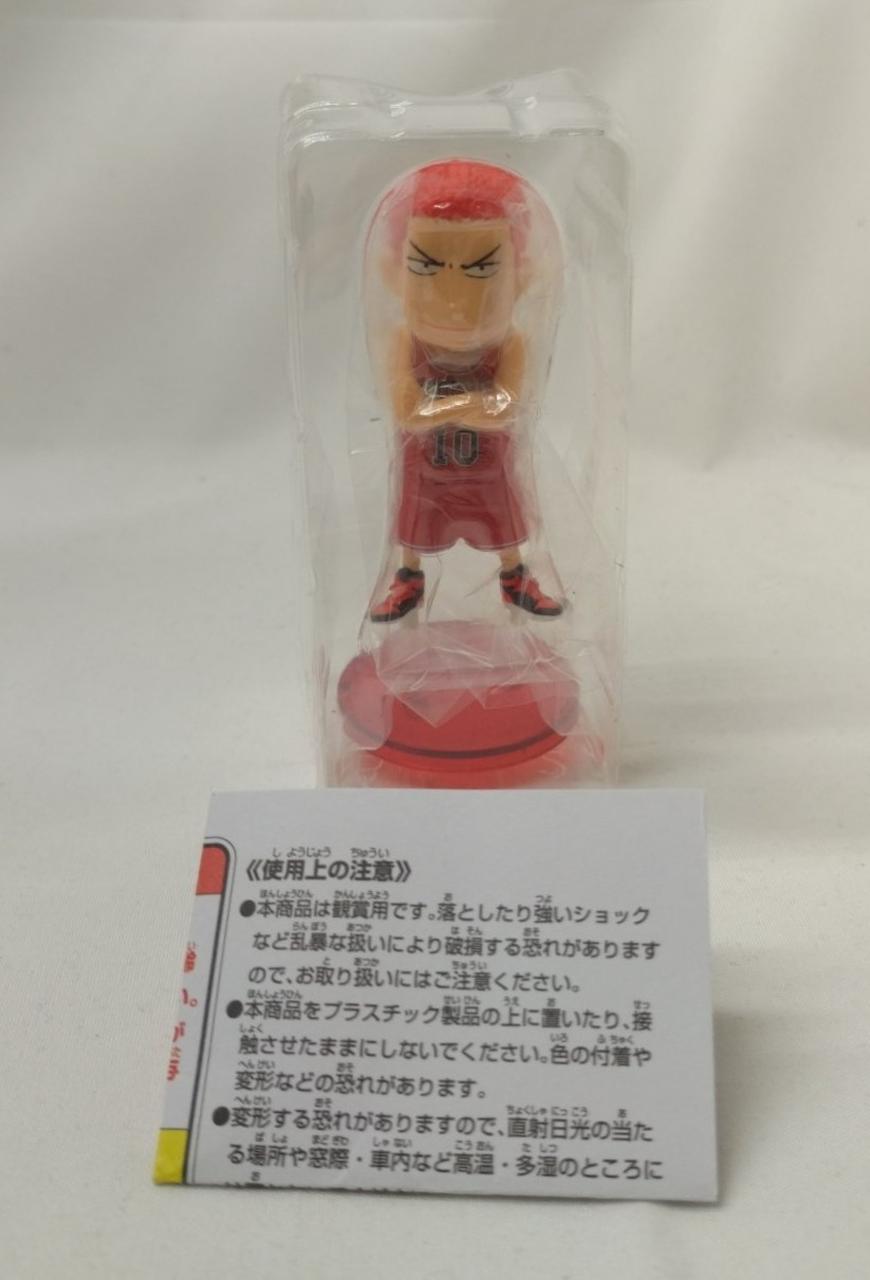 10
《使用上の注意》
●本商品は観賞用です。落としたり強いショック
など乱暴な扱いにより破損する恐れがあります
ので、お取り扱いにはご注意ください。
●本商品をプラスチック製品の上に置いたり、接
触させたままにしないでください。色の付着や
変形などの恐れがあります。
●変形する恐れがありますので、直射日光の当た
る場所や窓際・車内など高温・多湿のところに